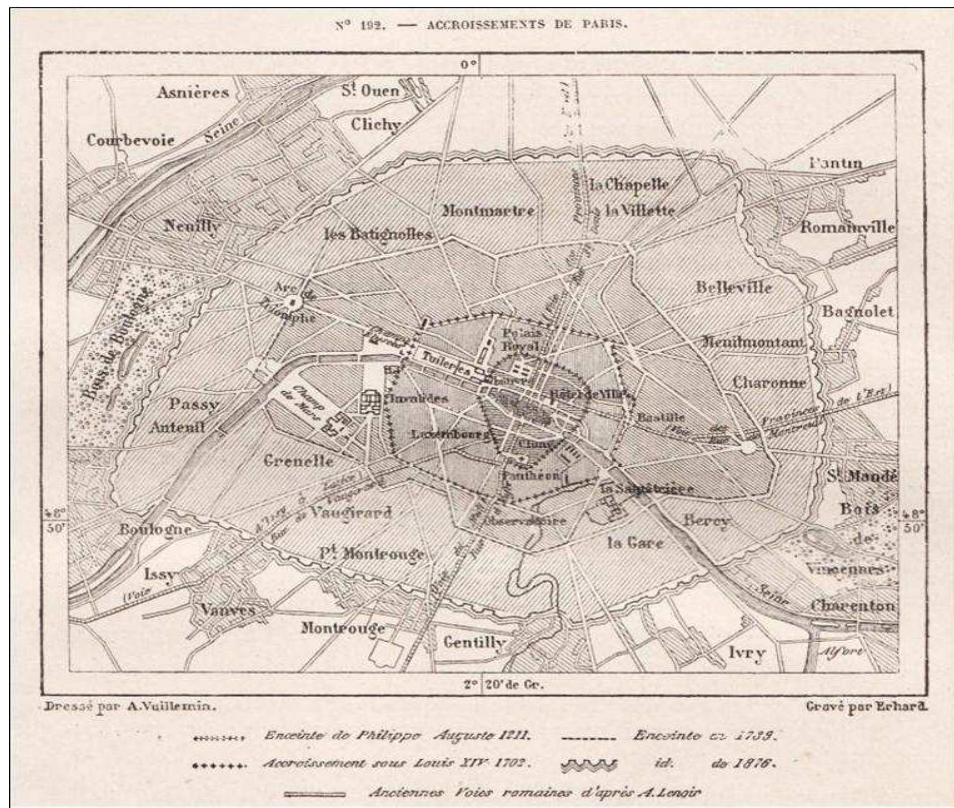 Nº 192. — ACCROISSEMENTS DE PARIS.
0°
Asnières
Sᵗ Ouen
Clichy
Courbevoie
Seine
Pantin
la Chapelle
la Villette
Montmartre
Neuilly
les Batignolles
Romainville
Belleville
Arc de
Triomphe
Bagnolet
Bois de Boulogne
Palais
Royal
Menilmontant
Tuileries
Louvre
Charonne
Hôtel de Ville
Champ
de Mars
Invalides
Passy
Bastille
Auteuil
Luxembourg
Cluny
Montreuil
Grenelle
Panthéon
Sᵗ Mandé
la Salpêtrière
Vaugirard
Observatoire
Bercy
Bois
de
Vincennes
48°
50'
48°
50'
Boulogne
la Gare
Pᵗ Montrouge
Issy
(Voie
Seine
Vanves
Charenton
Montrouge
Gentilly
Ivry
Alfort
2° 20' de Gr.
Dressé par A. Vuillemin.
Gravé par Erhard.
Enceinte de Philippe Auguste 1211.
Enceinte en 1789.
Accroissement sous Louis XIV 1702.
id. de 1876.
Anciennes Voies romaines d'après A. Lenoir